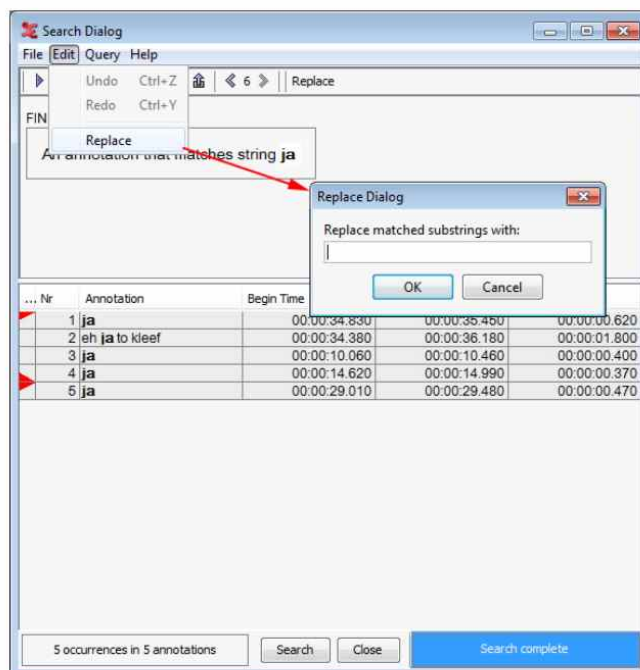 Search Dialog
File Edit Query Help
Undo Ctrl+Z
6
Replace
Redo Ctrl+Y
FIN
Replace
An annotation that matches string ja
Replace Dialog
Replace matched substrings with:
OK Cancel
... Nr Annotation Begin Time
1 ja 00:00:34.830 00:00:35.450 00:00:00.620
2 eh ja to kleef 00:00:34.380 00:00:36.180 00:00:01.800
3 ja 00:00:10.060 00:00:10.460 00:00:00.400
4 ja 00:00:14.620 00:00:14.990 00:00:00.370
5 ja 00:00:29.010 00:00:29.480 00:00:00.470
5 occurrences in 5 annotations Search Close Search complete